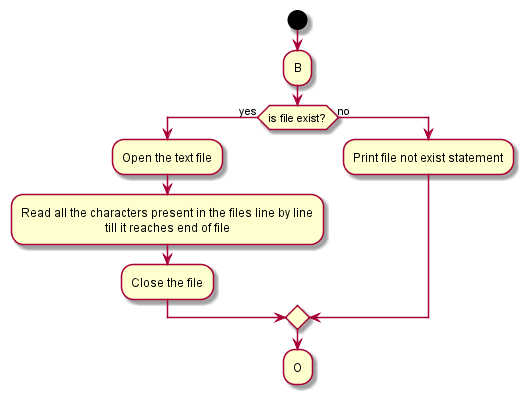 B
is file exist?
yes
no
Open the text file
Print file not exist statement
Read all the characters present in the files line by line
till it reaches end of file
Close the file
O